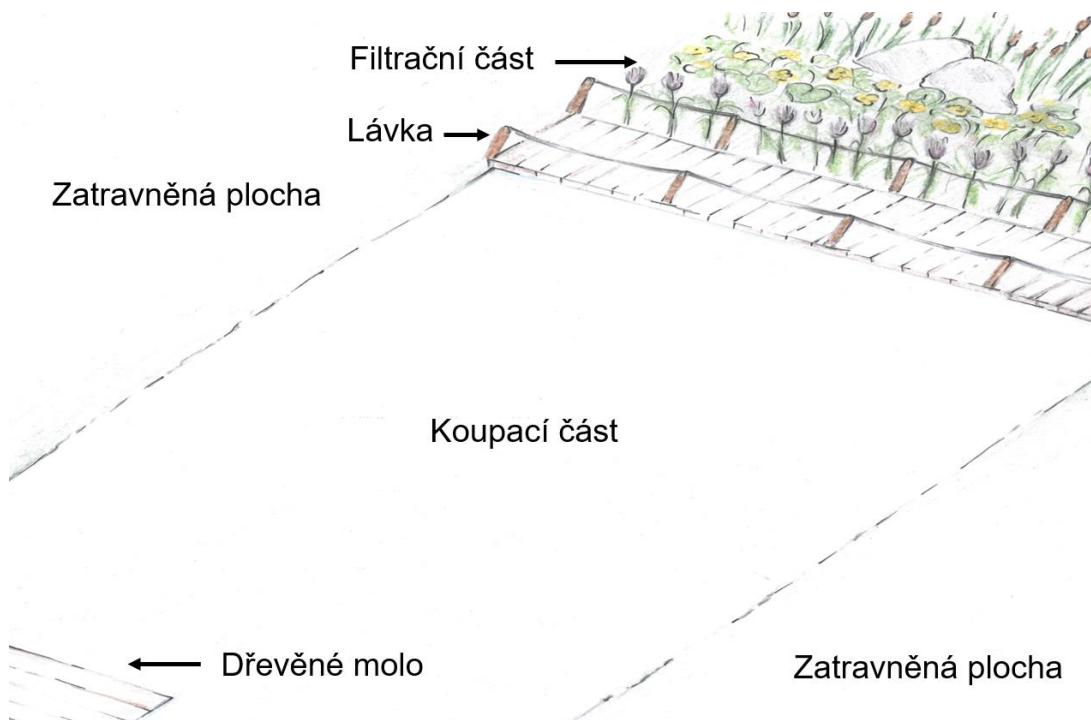 Filtrační část
Lávka
Zatravněná plocha
Koupací část
Dřevěné molo
Zatravněná plocha